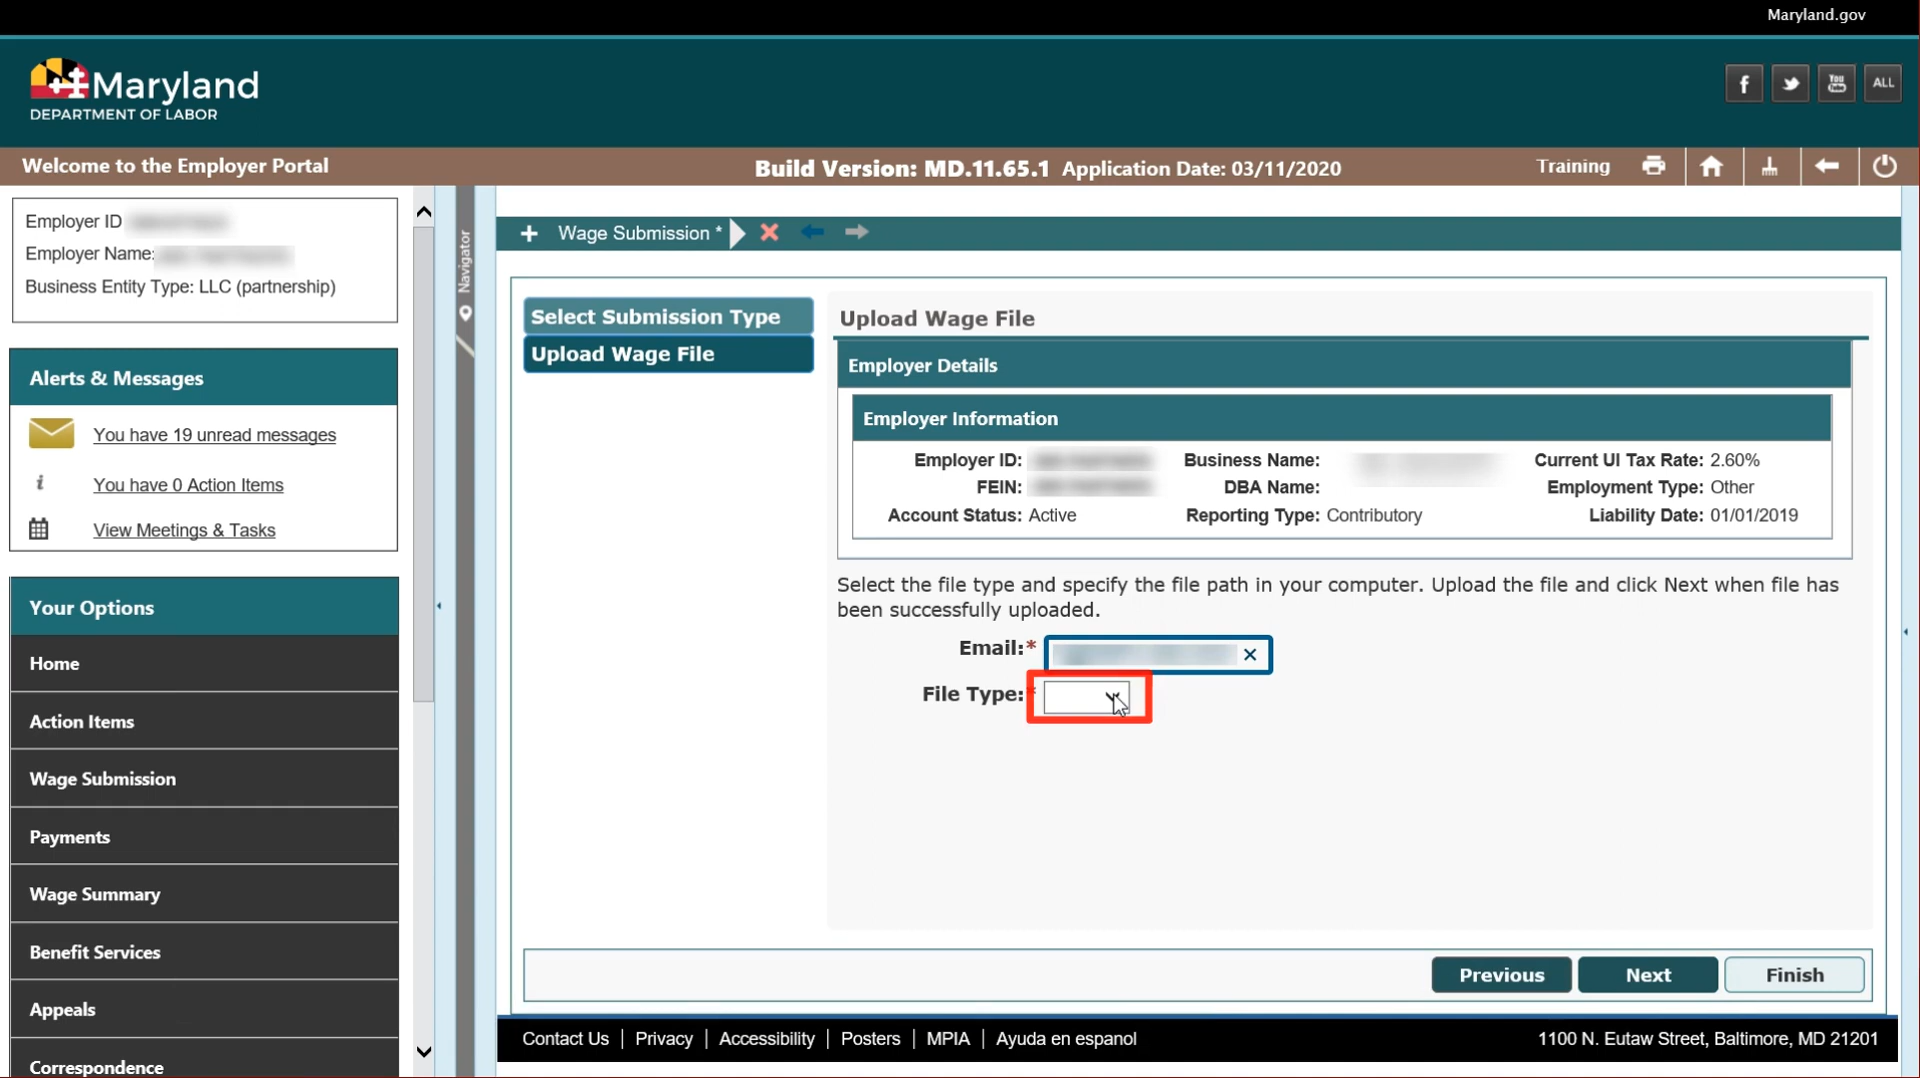 Maryland.gov
Maryland
DEPARTMENT OF LABOR
f
You
ALL
Welcome to the Employer Portal
Build Version: MD.11.65.1 Application Date: 03/11/2020
Training
Employer ID
Employer Name:
Business Entity Type: LLC (partnership)
Alerts & Messages
You have 19 unread messages
i
You have 0 Action Items
View Meetings & Tasks
Your Options
Home
Action Items
Wage Submission
Payments
Wage Summary
Benefit Services
Appeals
Correspondence
Navigator
+ Wage Submission *
Select Submission Type
Upload Wage File
Upload Wage File
Employer Details
Employer Information
Employer ID:
Business Name:
Current UI Tax Rate: 2.60%
FEIN:
DBA Name:
Employment Type: Other
Account Status: Active
Reporting Type: Contributory
Liability Date: 01/01/2019
Select the file type and specify the file path in your computer. Upload the file and click Next when file has
been successfully uploaded.
Email:*
File Type:*
Previous
Next
Finish
Contact Us | Privacy | Accessibility | Posters | MPIA | Ayuda en espanol
1100 N. Eutaw Street, Baltimore, MD 21201